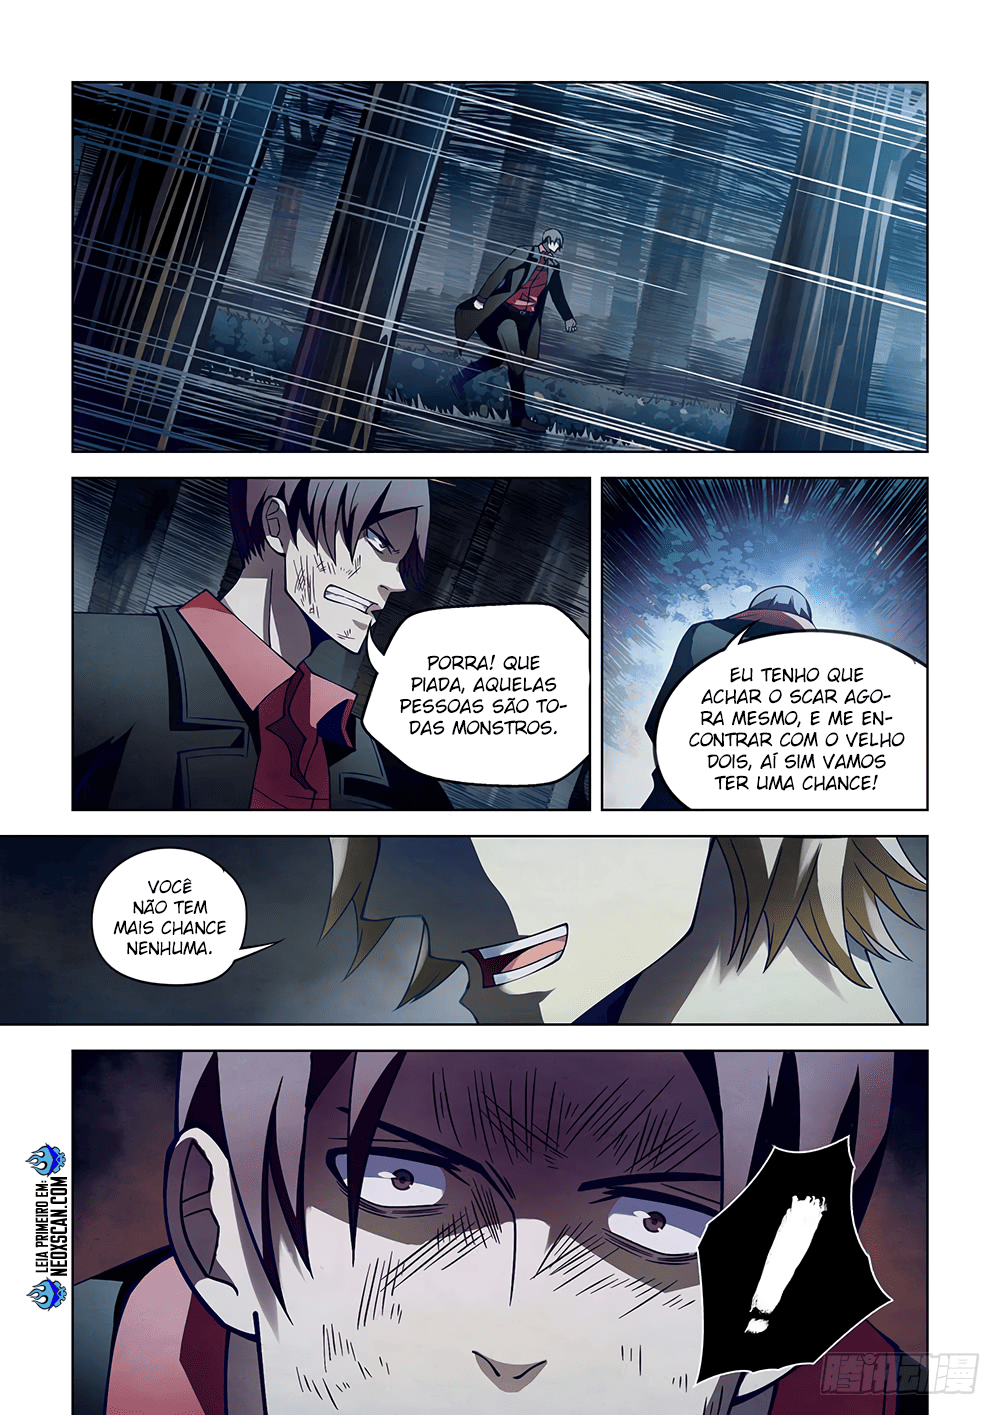 PORRA! QUE
PIADA, AQUELAS
PESSOAS SÃO TO-
DAS MONSTROS.
EU TENHO QUE
ACHAR O SCAR AGO-
RA MESMO, E ME EN-
CONTRAR COM O VELHO
DOIS, AÍ SIM VAMOS
TER UMA CHANCE!
VOCÊ
NÃO TEM
MAIS CHANCE
NENHUMA.
!
LEIA PRIMEIRO EM:
NEOXSCAN.COM
腾讯动漫